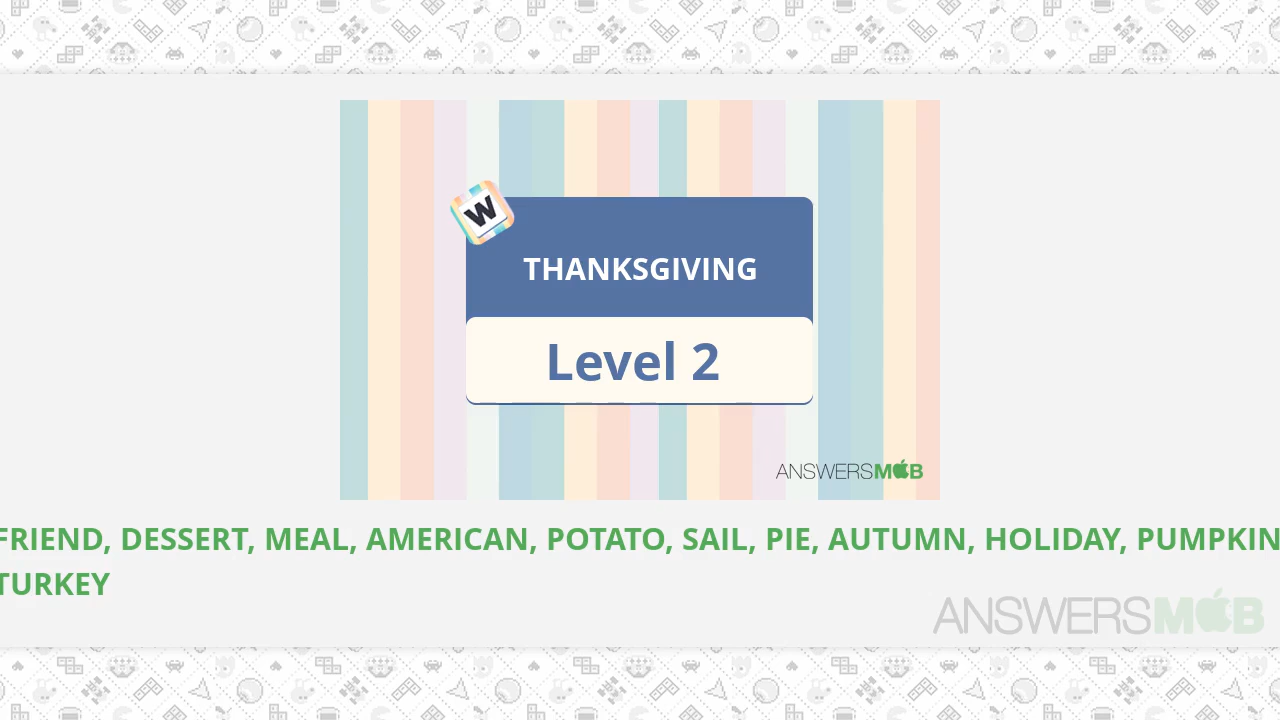 W
THANKSGIVING
Level 2
ANSWERSMOB
FRIEND, DESSERT, MEAL, AMERICAN, POTATO, SAIL, PIE, AUTUMN, HOLIDAY, PUMPKIN
TURKEY
ANSWERSMOB